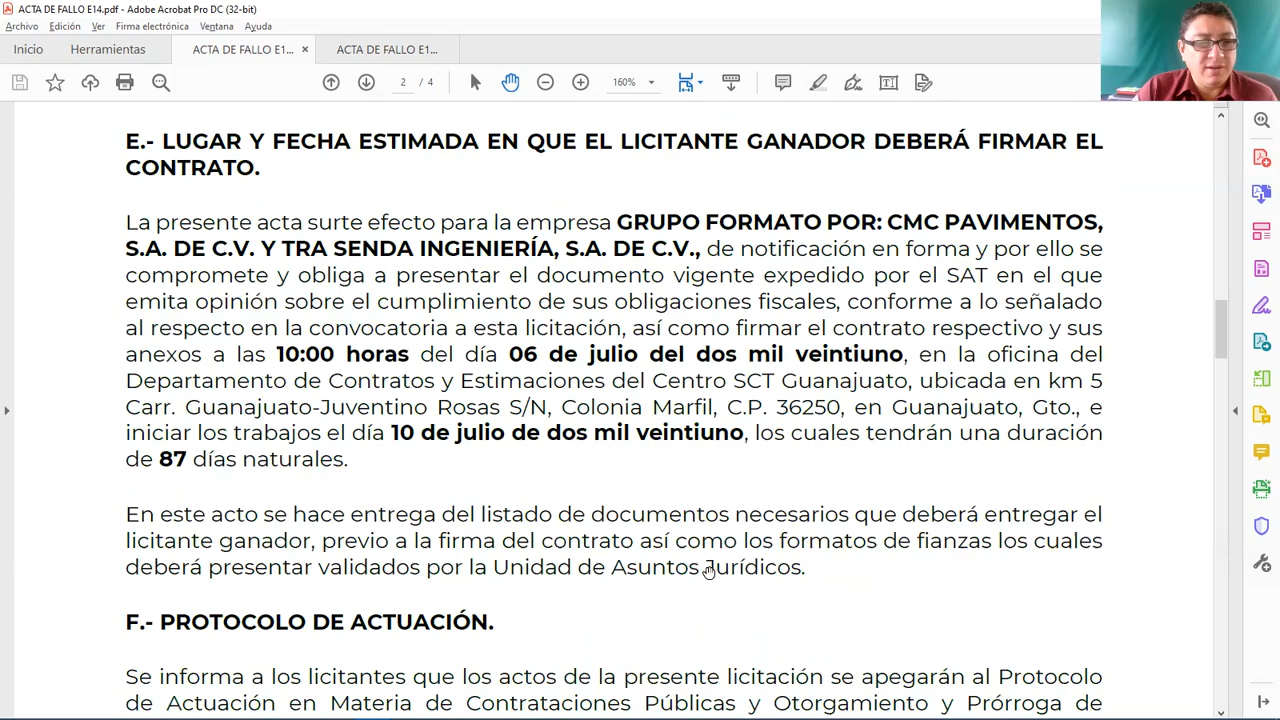 ACTA DE FALLO E14.pdf - Adobe Acrobat Pro DC (32-bit)
Archivo Edición Ver Firma electrónica Ventana Ayuda
Inicio Herramientas ACTA DE FALLO E1... × ACTA DE FALLO E1...
2 / 4 160%
E.- LUGAR Y FECHA ESTIMADA EN QUE EL LICITANTE GANADOR DEBERÁ FIRMAR EL
CONTRATO.
La presente acta surte efecto para la empresa GRUPO FORMATO POR: CMC PAVIMENTOS,
S.A. DE C.V. Y TRA SENDA INGENIERÍA, S.A. DE C.V., de notificación en forma y por ello se
compromete y obliga a presentar el documento vigente expedido por el SAT en el que
emita opinión sobre el cumplimiento de sus obligaciones fiscales, conforme a lo señalado
al respecto en la convocatoria a esta licitación, así como firmar el contrato respectivo y sus
anexos a las 10:00 horas del día 06 de julio del dos mil veintiuno, en la oficina del
Departamento de Contratos y Estimaciones del Centro SCT Guanajuato, ubicada en km 5
Carr. Guanajuato-Juventino Rosas S/N, Colonia Marfil, C.P. 36250, en Guanajuato, Gto., e
iniciar los trabajos el día 10 de julio de dos mil veintiuno, los cuales tendrán una duración
de 87 días naturales.
En este acto se hace entrega del listado de documentos necesarios que deberá entregar el
licitante ganador, previo a la firma del contrato así como los formatos de fianzas los cuales
deberá presentar validados por la Unidad de Asuntos Jurídicos.
F.- PROTOCOLO DE ACTUACIÓN.
Se informa a los licitantes que los actos de la presente licitación se apegarán al Protocolo
de Actuación en Materia de Contrataciones Públicas y Otorgamiento y Prórroga de